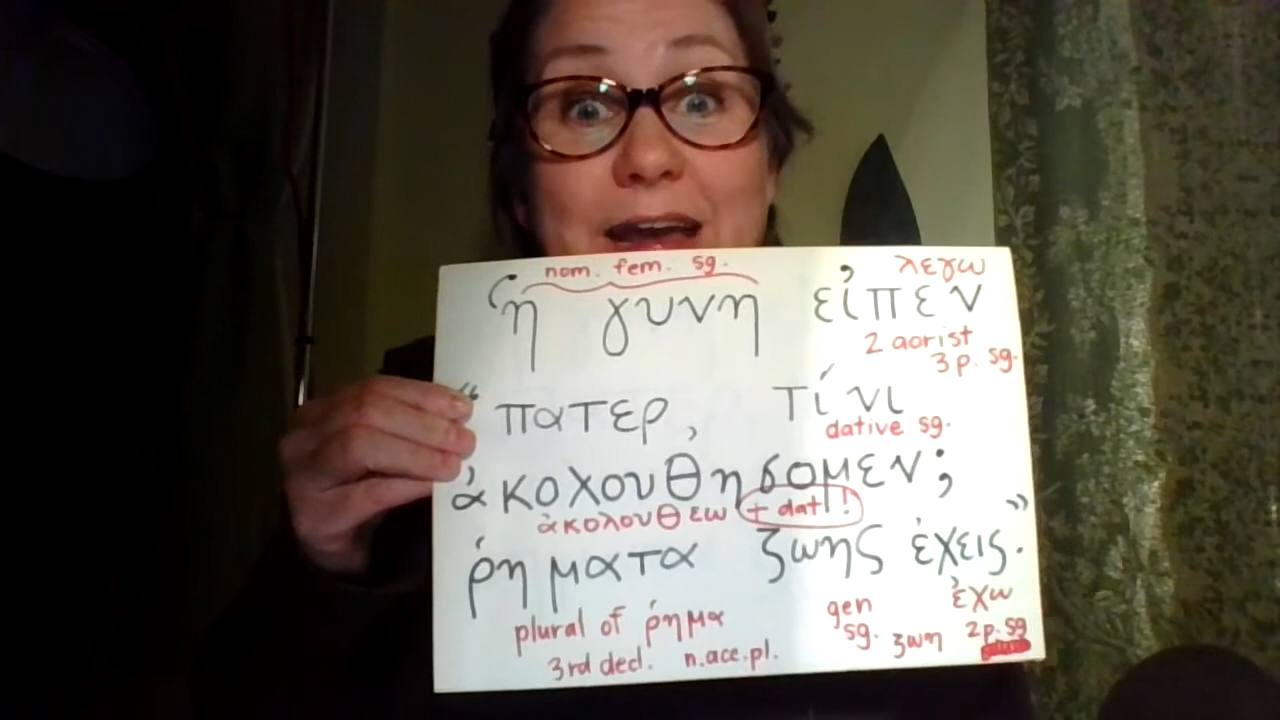 nom. fem. sg. λεγω
ἡ γυνη εἰπεν
2 aorist
3 p. sg.
“ πατερ, τίνι
dative sg.
ἀκολουθησομεν;
ἀκολουθεω + dat!
ῥηματα ζωης ἐχεις.”
plural of ῥημα gen sg. ζωη ἐχω 2 p. sg
3rd decl. n.acc.pl.